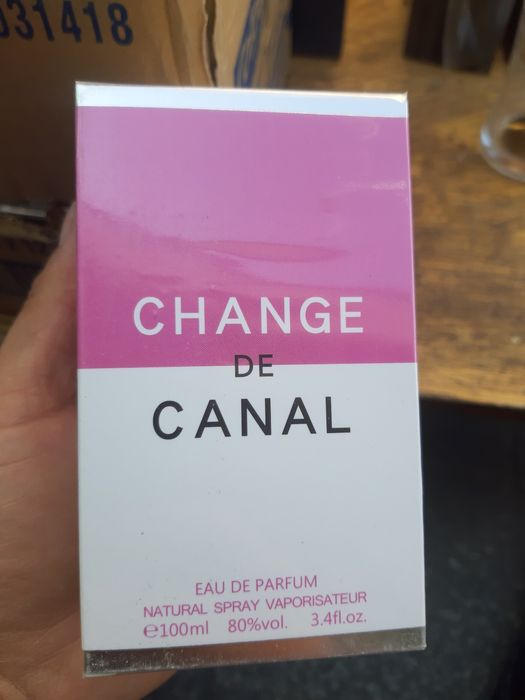 031418
CHANGE
DE
CANAL
EAU DE PARFUM
NATURAL SPRAY VAPORISATEUR
℮100ml 80%vol. 3.4fl.oz.